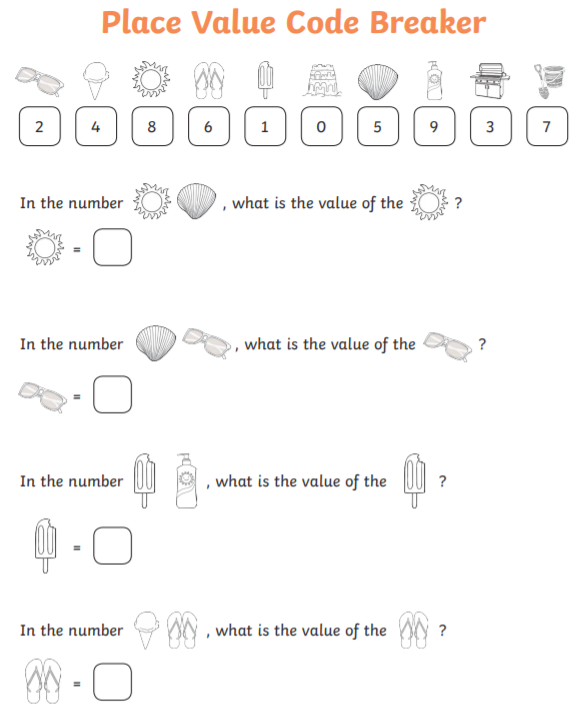 Place Value Code Breaker
2 4 8 6 1 0 5 9 3 7
In the number , what is the value of the ?
=
In the number , what is the value of the ?
=
In the number , what is the value of the ?
=
In the number , what is the value of the ?
=